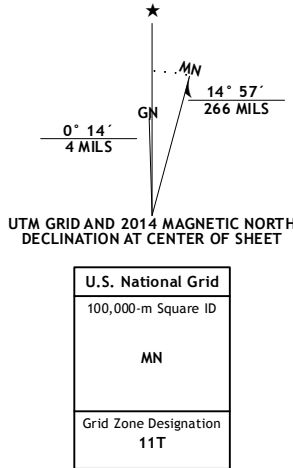 ★
MN
GN
14° 57´
266 MILS
0° 14´
4 MILS
UTM GRID AND 2014 MAGNETIC NORTH
DECLINATION AT CENTER OF SHEET
U.S. National Grid
100,000-m Square ID
MN
Grid Zone Designation
11T